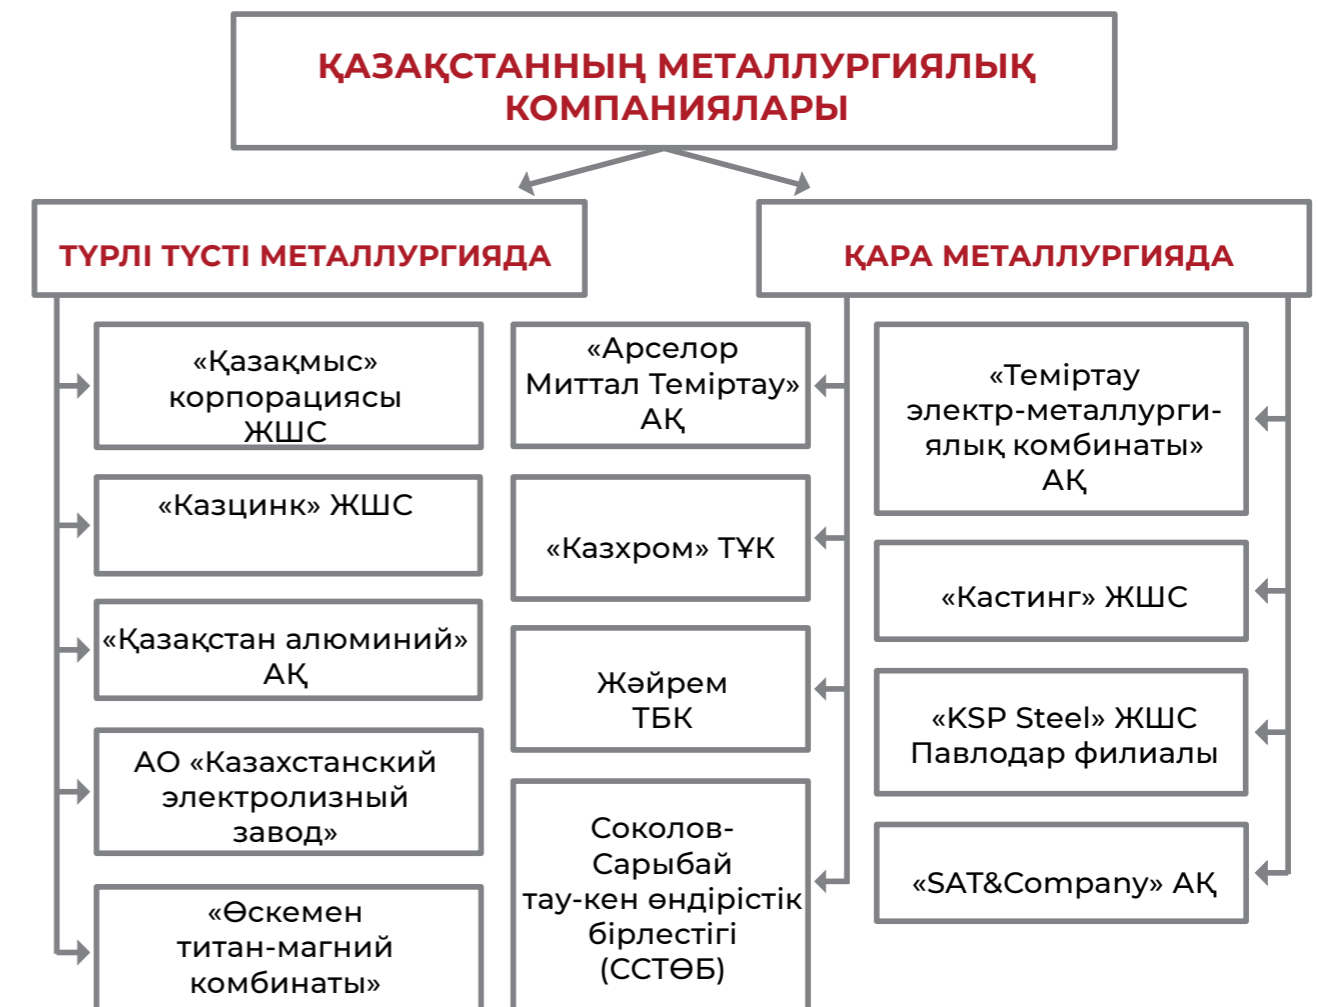 ҚАЗАҚСТАННЫҢ МЕТАЛЛУРГИЯЛЫҚ
КОМПАНИЯЛАРЫ
ТҮРЛІ ТҮСТІ МЕТАЛЛУРГИЯДА
«Қазақмыс»
корпорациясы
ЖШС
«Казцинк» ЖШС
«Қазақстан алюминий»
АҚ
АО «Казахстанский
электролизный
завод»
«Өскемен
титан-магний
комбинаты»
ҚАРА МЕТАЛЛУРГИЯДА
«Арселор
Миттал Теміртау»
АҚ
«Казхром» ТҰК
Жәйрем
ТБК
Соколов-
Сарыбай
тау-кен өндірістік
бірлестігі
(ССТӨБ)
«Теміртау
электр-металлурги-
ялық комбинаты»
АҚ
«Кастинг» ЖШС
«KSP Steel» ЖШС
Павлодар филиалы
«SAT&Company» АҚ